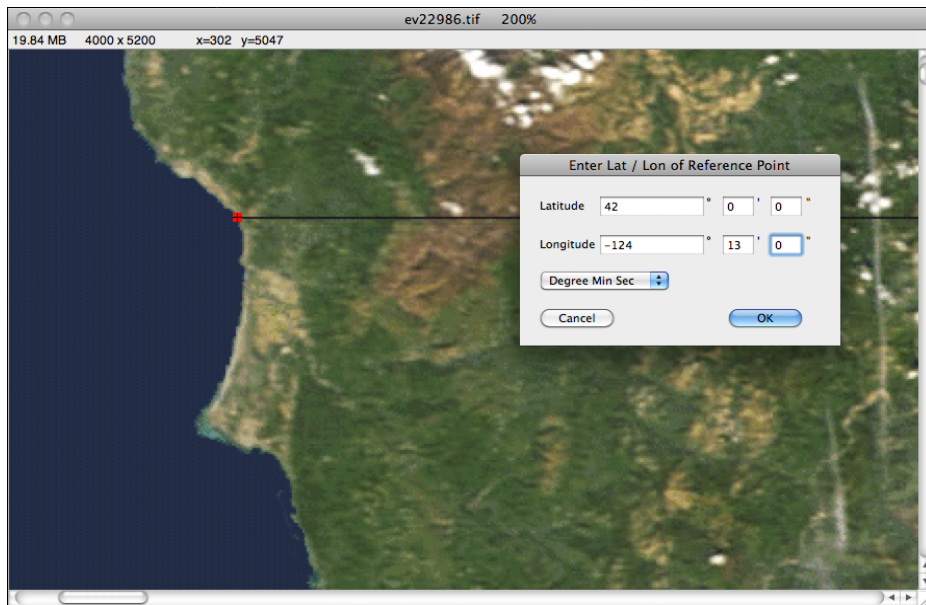 ev22986.tif 200%
19.84 MB 4000 x 5200 x=302 y=5047
Enter Lat / Lon of Reference Point
Latitude 42 ° 0 ' 0 "
Longitude -124 ° 13 ' 0 "
Degree Min Sec
Cancel OK